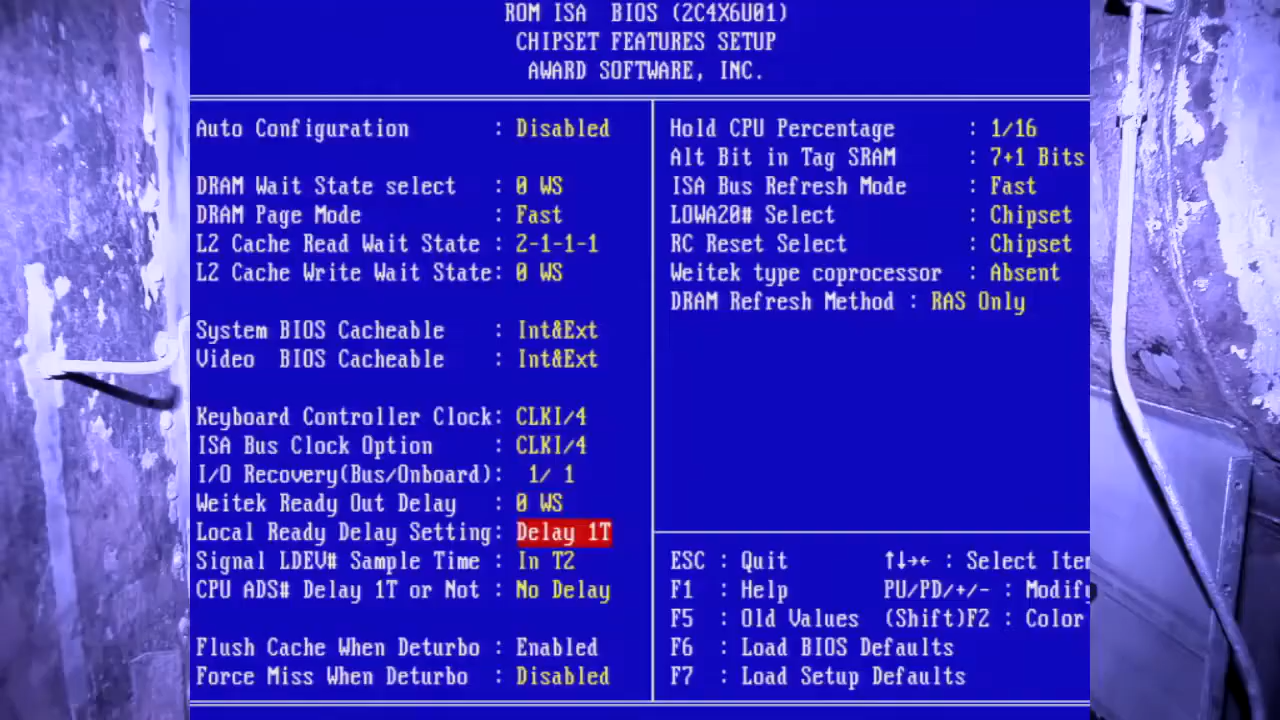 ROM ISA BIOS (2C4X6U01)
CHIPSET FEATURES SETUP
AWARD SOFTWARE, INC.
Auto Configuration : Disabled
DRAM Wait State select : 0 WS
DRAM Page Mode : Fast
L2 Cache Read Wait State : 2-1-1-1
L2 Cache Write Wait State: 0 WS
System BIOS Cacheable : Int&Ext
Video BIOS Cacheable : Int&Ext
Keyboard Controller Clock: CLKI/4
ISA Bus Clock Option : CLKI/4
I/O Recovery(Bus/Onboard): 1/ 1
Weitek Ready Out Delay : 0 WS
Local Ready Delay Setting: Delay 1T
Signal LDEV# Sample Time : In T2
CPU ADS# Delay 1T or Not : No Delay
Flush Cache When Deturbo : Enabled
Force Miss When Deturbo : Disabled
Hold CPU Percentage : 1/16
Alt Bit in Tag SRAM : 7+1 Bits
ISA Bus Refresh Mode : Fast
LOWA20# Select : Chipset
RC Reset Select : Chipset
Weitek type coprocessor : Absent
DRAM Refresh Method : RAS Only
ESC : Quit ↑↓→← : Select Ite
F1 : Help PU/PD/+/- : Modif
F5 : Old Values (Shift)F2 : Color
F6 : Load BIOS Defaults
F7 : Load Setup Defaults